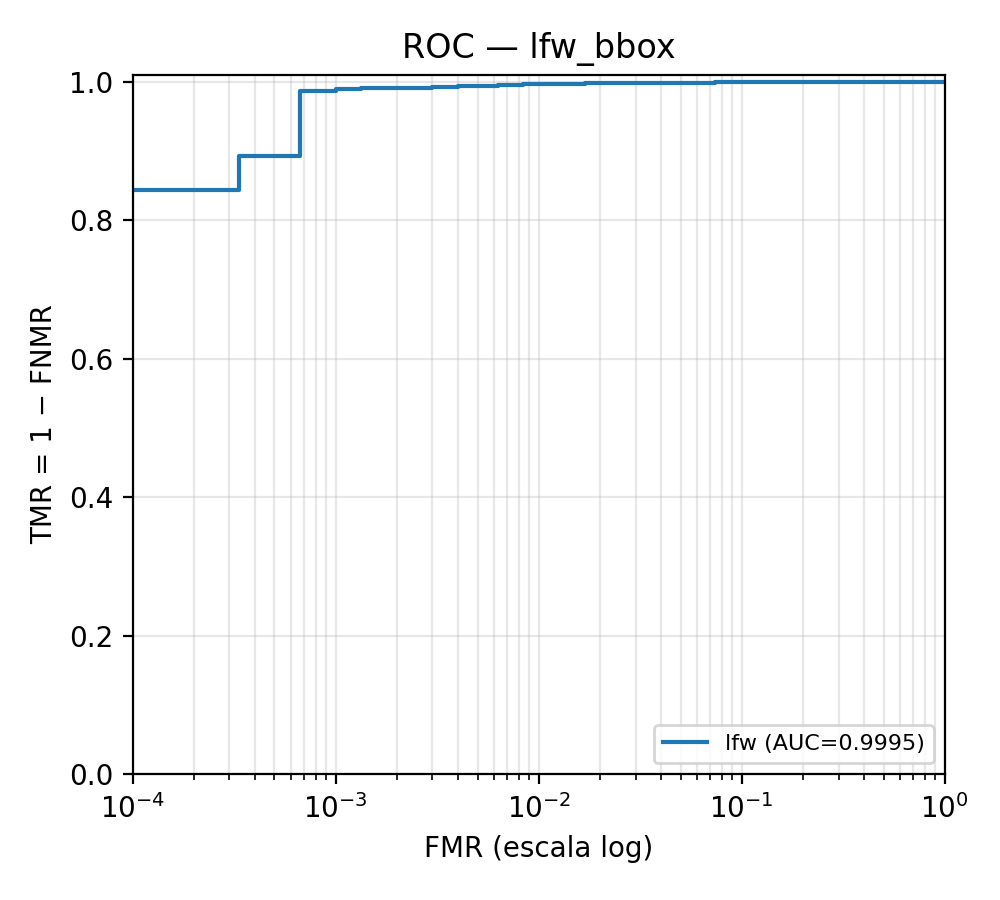 ROC — lfw_bbox
TMR = 1 − FNMR
1.0
0.8
0.6
0.4
0.2
0.0
lfw (AUC=0.9995)
10⁻⁴
10⁻³
10⁻²
10⁻¹
10⁰
FMR (escala log)